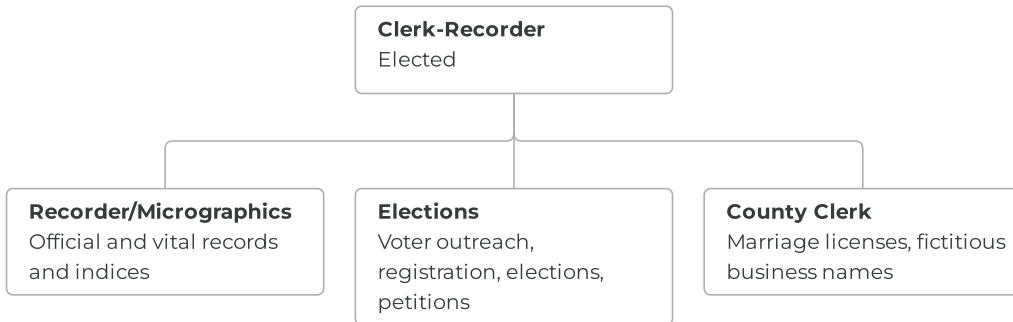 Clerk-Recorder
Elected
Recorder/Micrographics
Official and vital records
and indices
Elections
Voter outreach,
registration, elections,
petitions
County Clerk
Marriage licenses, fictitious
business names